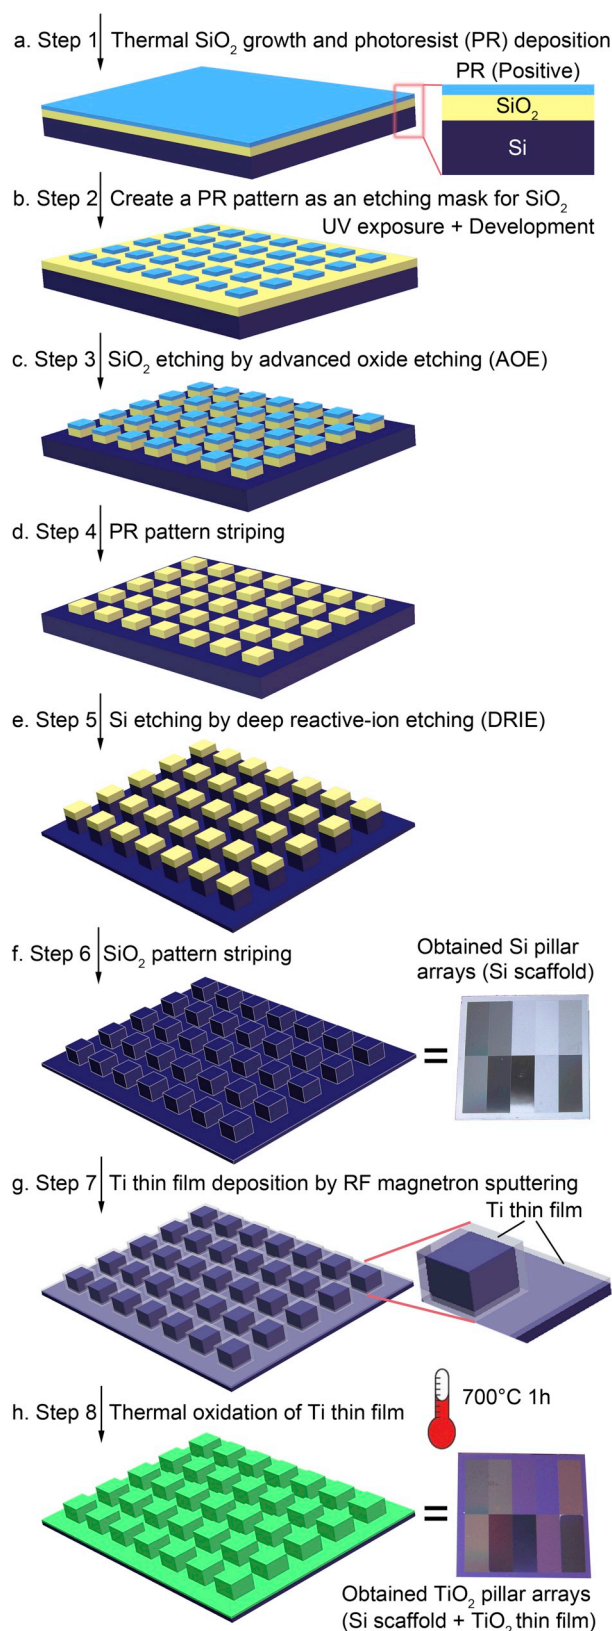 a. Step 1 Thermal SiO₂ growth and photoresist (PR) deposition
PR (Positive)
SiO₂
Si
b. Step 2 Create a PR pattern as an etching mask for SiO₂
UV exposure + Development
c. Step 3 SiO₂ etching by advanced oxide etching (AOE)
d. Step 4 PR pattern striping
e. Step 5 Si etching by deep reactive-ion etching (DRIE)
f. Step 6 SiO₂ pattern striping
Obtained Si pillar
arrays (Si scaffold)
=
g. Step 7 Ti thin film deposition by RF magnetron sputtering
Ti thin film
700°C 1h
h. Step 8 Thermal oxidation of Ti thin film
=
Obtained TiO₂ pillar arrays
(Si scaffold + TiO₂ thin film)